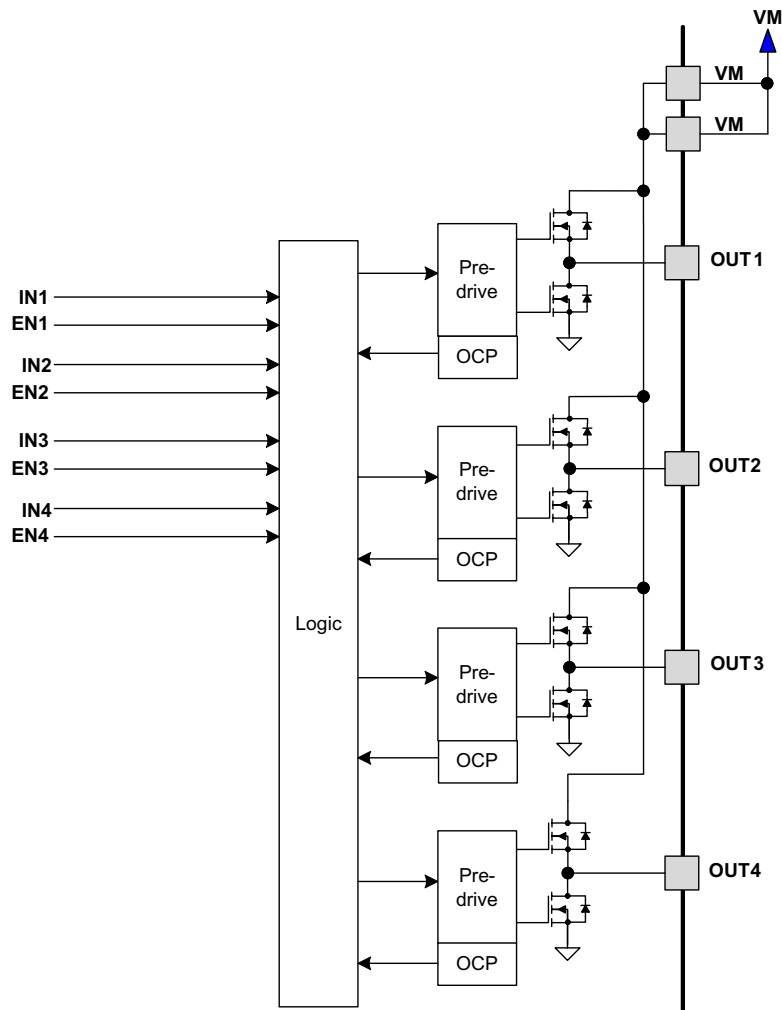 VM
VM
VM
OUT1
Pre-
drive
OCP
IN1
EN1
IN2
EN2
IN3
EN3
IN4
EN4
Logic
Pre-
drive
OCP
OUT2
Pre-
drive
OCP
OUT3
Pre-
drive
OCP
OUT4